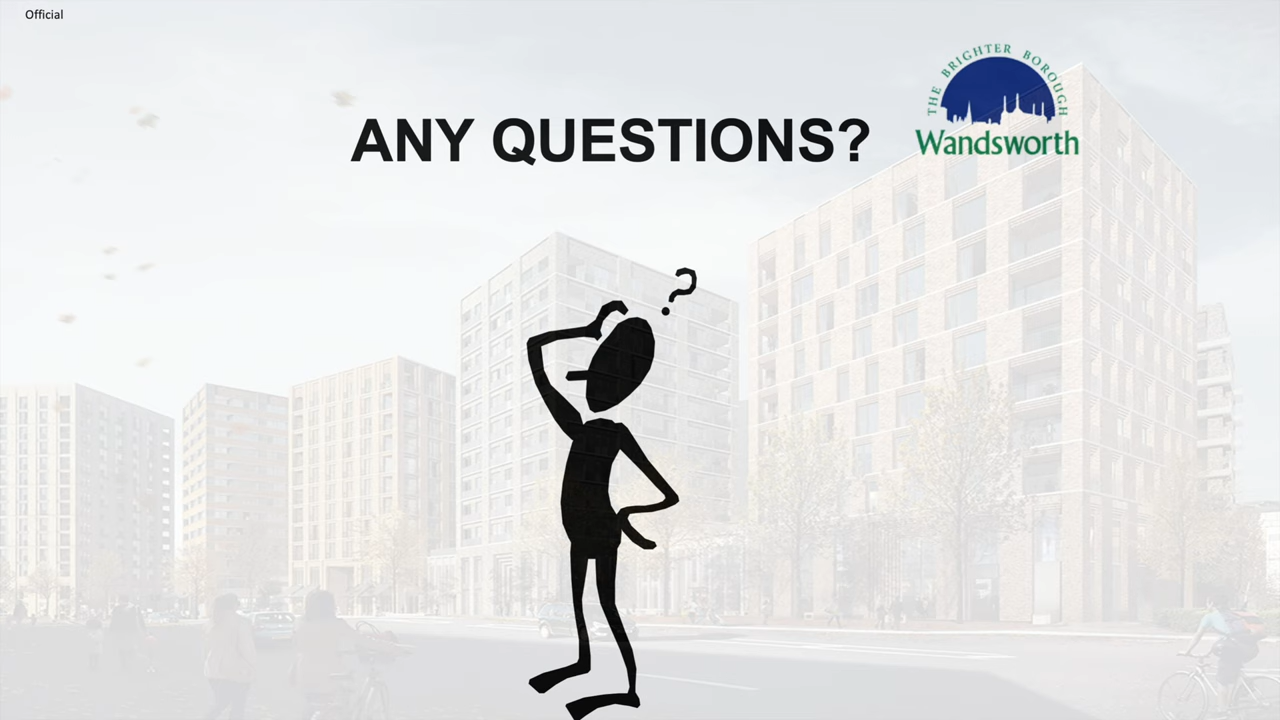 Official
ANY QUESTIONS?
THE BRIGHTER BOROUGH
Wandsworth
?